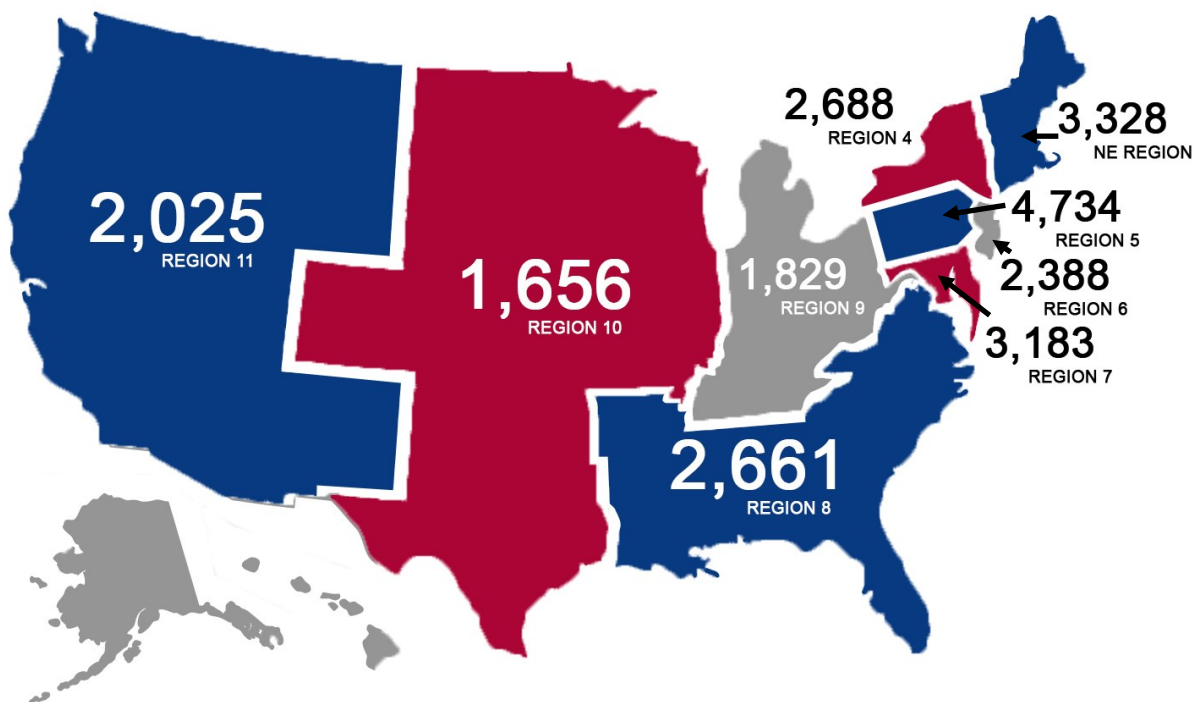 2,688
REGION 4
3,328
NE REGION
2,025
REGION 11
4,734
REGION 5
1,656
REGION 10
1,829
REGION 9
2,388
REGION 6
3,183
REGION 7
2,661
REGION 8